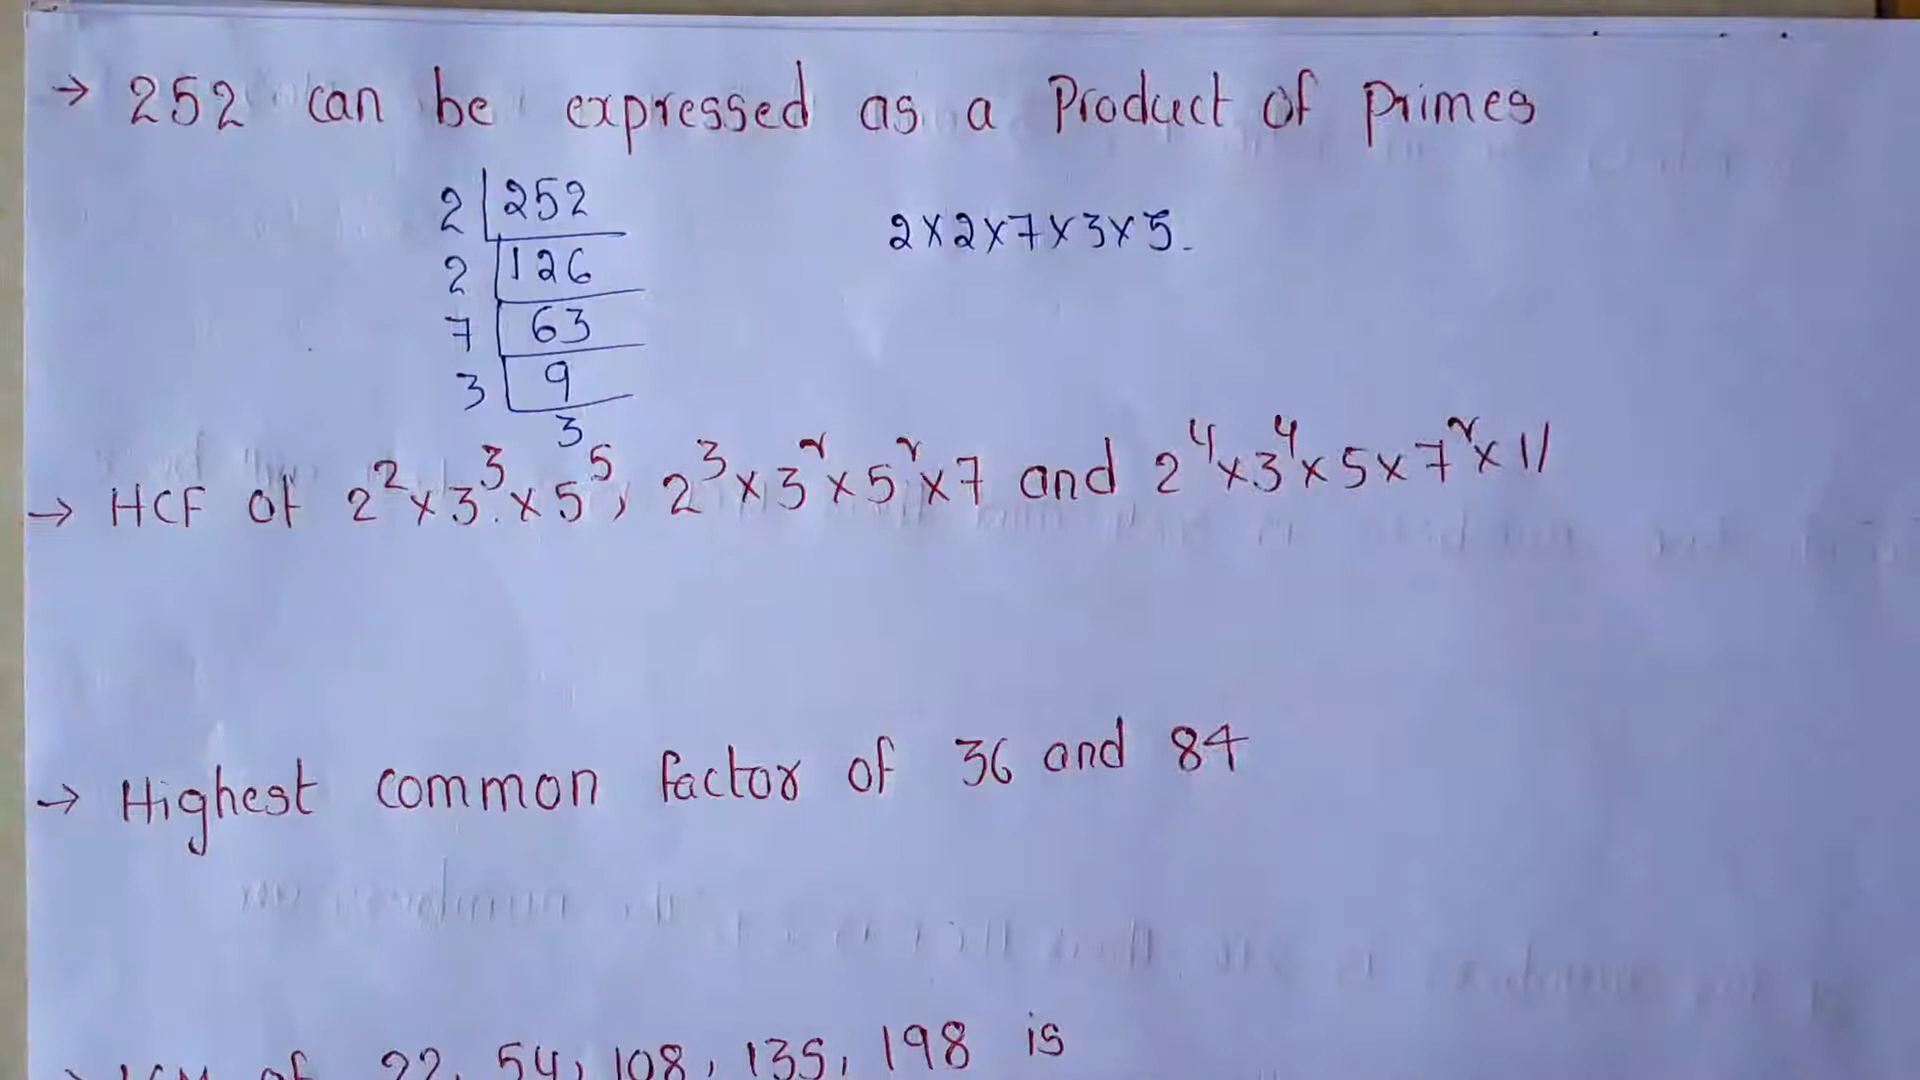 → 252 can be expressed as a Product of primes
2 | 252
2 | 126
7 | 63
3 | 9
3
2×2×7×3×5.
→ HCF of 2²×3³×5⁵, 2³×3²×5²×7 and 2⁴×3⁴×5×7²×11
→ Highest common factor of 36 and 84
of 22, 54, 108, 135, 198 is